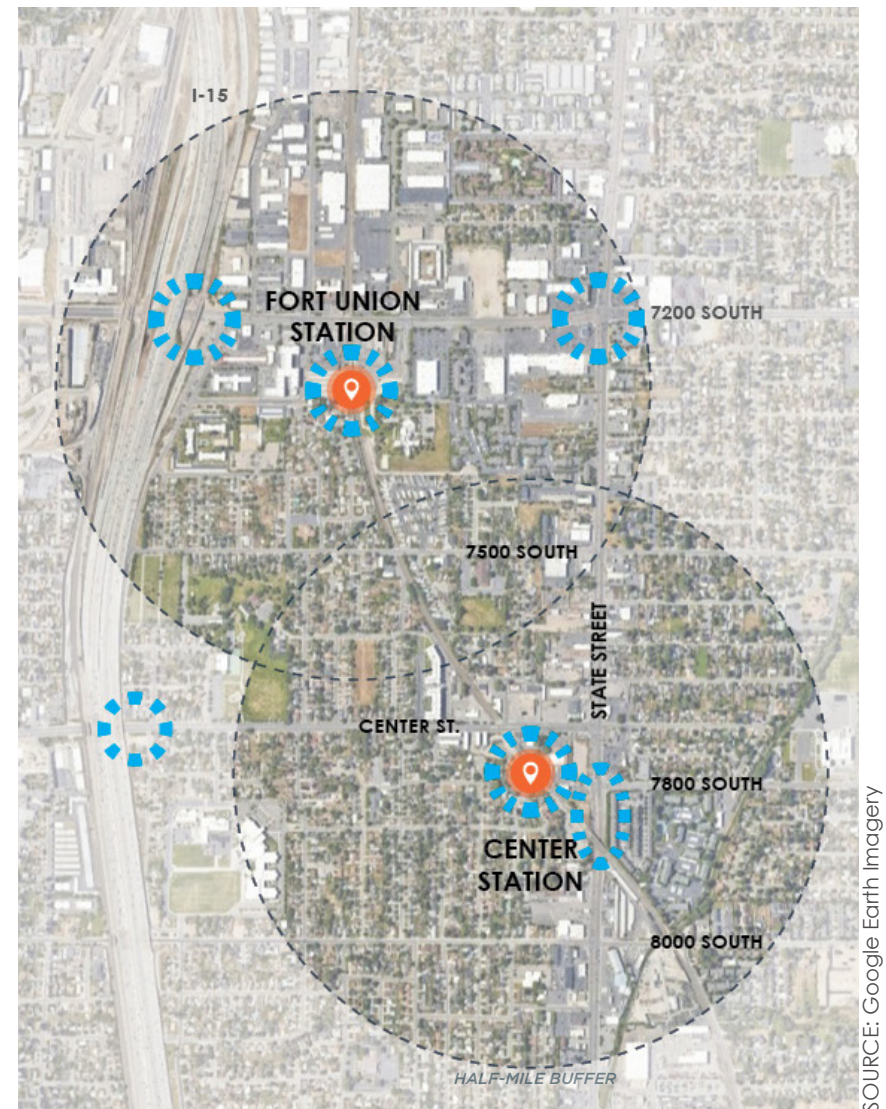 I-15
FORT UNION
STATION
7200 SOUTH
7500 SOUTH
STATE STREET
CENTER ST.
7800 SOUTH
CENTER
STATION
8000 SOUTH
HALF-MILE BUFFER
SOURCE: Google Earth Imagery